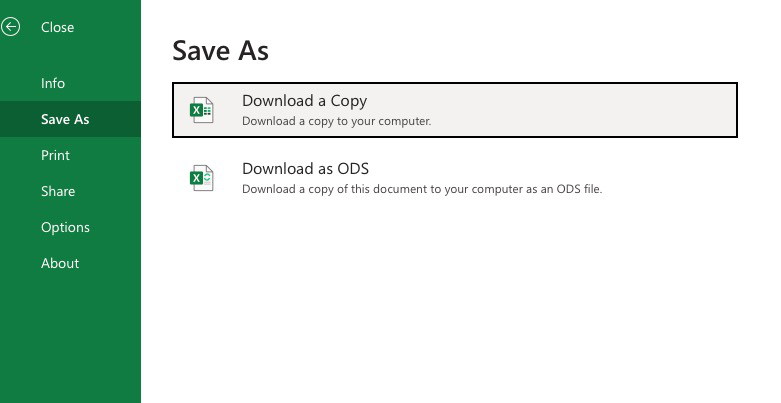 Close
Info
Save As
Print
Share
Options
About
Save As
X
Download a Copy
Download a copy to your computer.
X
Download as ODS
Download a copy of this document to your computer as an ODS file.